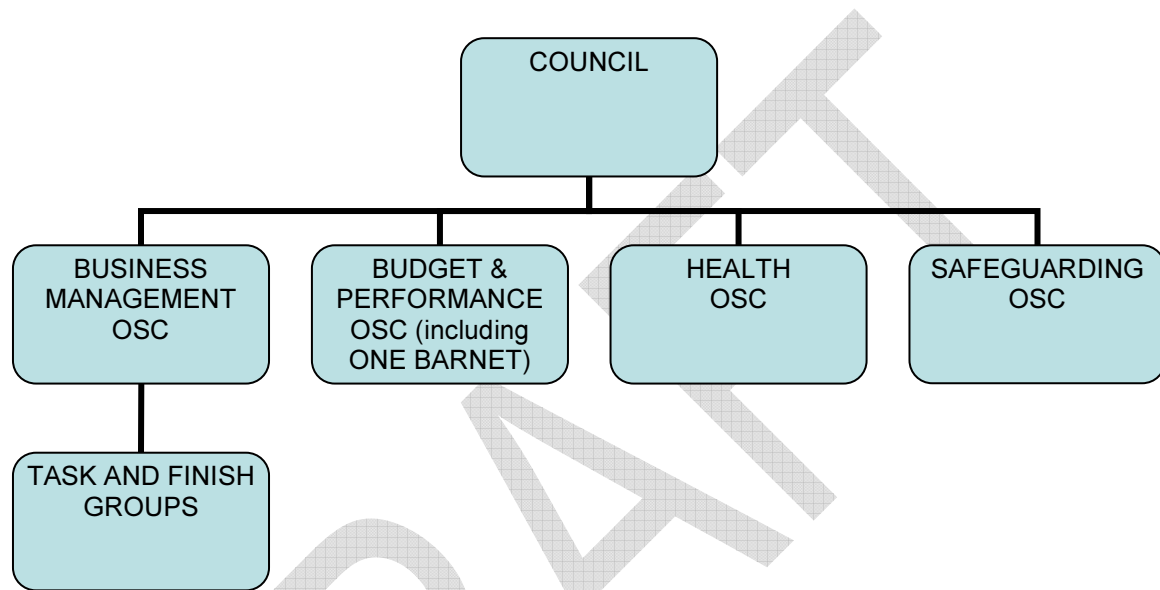 COUNCIL
BUSINESS
MANAGEMENT
OSC
BUDGET &
PERFORMANCE
OSC (including
ONE BARNET)
HEALTH
OSC
SAFEGUARDING
OSC
TASK AND FINISH
GROUPS
DRAFT